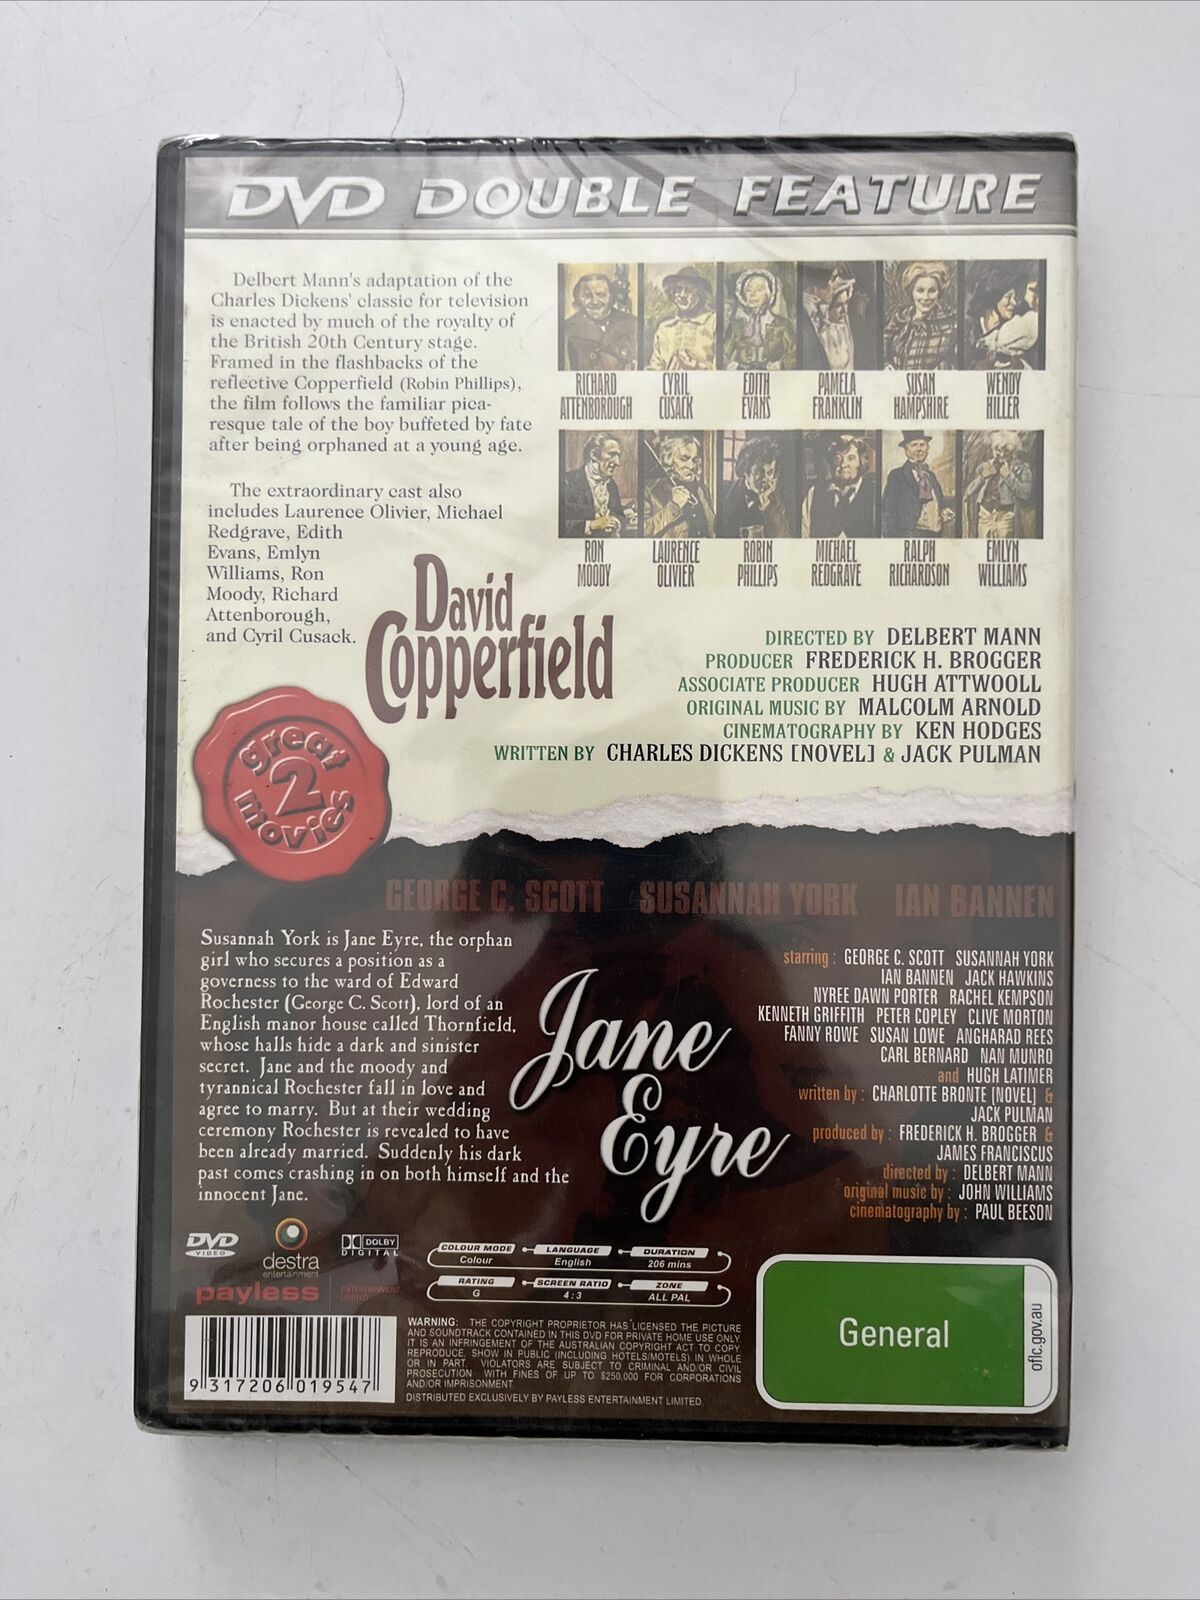 DVD DOUBLE FEATURE
Delbert Mann's adaptation of the
Charles Dickens' classic for television
is enacted by much of the royalty of
the British 20th Century stage.
Framed in the flashbacks of the
reflective Copperfield (Robin Phillips),
the film follows the familiar pica-
resque tale of the boy buffeted by fate
after being orphaned at a young age.
The extraordinary cast also
includes Laurence Olivier, Michael
Redgrave, Edith
Evans, Emlyn
Williams, Ron
Moody, Richard
Attenborough,
and Cyril Cusack.
RICHARD ATTENBOROUGH
CYRIL CUSACK
EDITH EVANS
PAMELA FRANKLIN
SUSAN HAMPSHIRE
WENDY HILLER
RON MOODY
LAURENCE OLIVIER
ROBIN PHILLIPS
MICHAEL REDGRAVE
RALPH RICHARDSON
EMLYN WILLIAMS
David
Copperfield
DIRECTED BY DELBERT MANN
PRODUCER FREDERICK H. BROGGER
ASSOCIATE PRODUCER HUGH ATTWOOLL
ORIGINAL MUSIC BY MALCOLM ARNOLD
CINEMATOGRAPHY BY KEN HODGES
WRITTEN BY CHARLES DICKENS [NOVEL] & JACK PULMAN
great
2
movies
GEORGE C. SCOTT SUSANNAH YORK IAN BANNEN
Susannah York is Jane Eyre, the orphan
girl who secures a position as a
governess to the ward of Edward
Rochester (George C. Scott), lord of an
English manor house called Thornfield,
whose halls hide a dark and sinister
secret. Jane and the moody and
tyrannical Rochester fall in love and
agree to marry. But at their wedding
ceremony Rochester is revealed to have
been already married. Suddenly his dark
past comes crashing in on both himself and the
innocent Jane.
Jane
Eyre
starring : GEORGE C. SCOTT SUSANNAH YORK
IAN BANNEN JACK HAWKINS
NYREE DAWN PORTER RACHEL KEMPSON
KENNETH GRIFFITH PETER COPLEY CLIVE MORTON
FANNY ROWE SUSAN LOWE ANGHARAD REES
CARL BERNARD NAN MUNRO
and HUGH LATIMER
written by : CHARLOTTE BRONTE [NOVEL] &
JACK PULMAN
produced by : FREDERICK H. BROGGER &
JAMES FRANCISCUS
directed by : DELBERT MANN
original music by : JOHN WILLIAMS
cinematography by : PAUL BEESON
DVD
VIDEO
destra
entertainment
DOLBY
DIGITAL
payless
ENTERTAINMENT
LIMITED
COLOUR MODE LANGUAGE DURATION
Colour English 206 mins
RATING SCREEN RATIO ZONE
G 4:3 ALL PAL
9 317206 019547
WARNING: THE COPYRIGHT PROPRIETOR HAS LICENSED THE PICTURE
AND SOUNDTRACK CONTAINED IN THIS DVD FOR PRIVATE HOME USE ONLY.
IT IS AN INFRINGEMENT OF THE AUSTRALIAN COPYRIGHT ACT TO COPY
REPRODUCE, SHOW IN PUBLIC (INCLUDING HOTELS/MOTELS) IN WHOLE
OR IN PART. VIOLATORS ARE SUBJECT TO CRIMINAL AND/OR CIVIL
PROSECUTION WITH FINES OF UP TO $250,000 FOR CORPORATIONS
AND/OR IMPRISONMENT.
DISTRIBUTED EXCLUSIVELY BY PAYLESS ENTERTAINMENT LIMITED.
General
oflc.gov.au